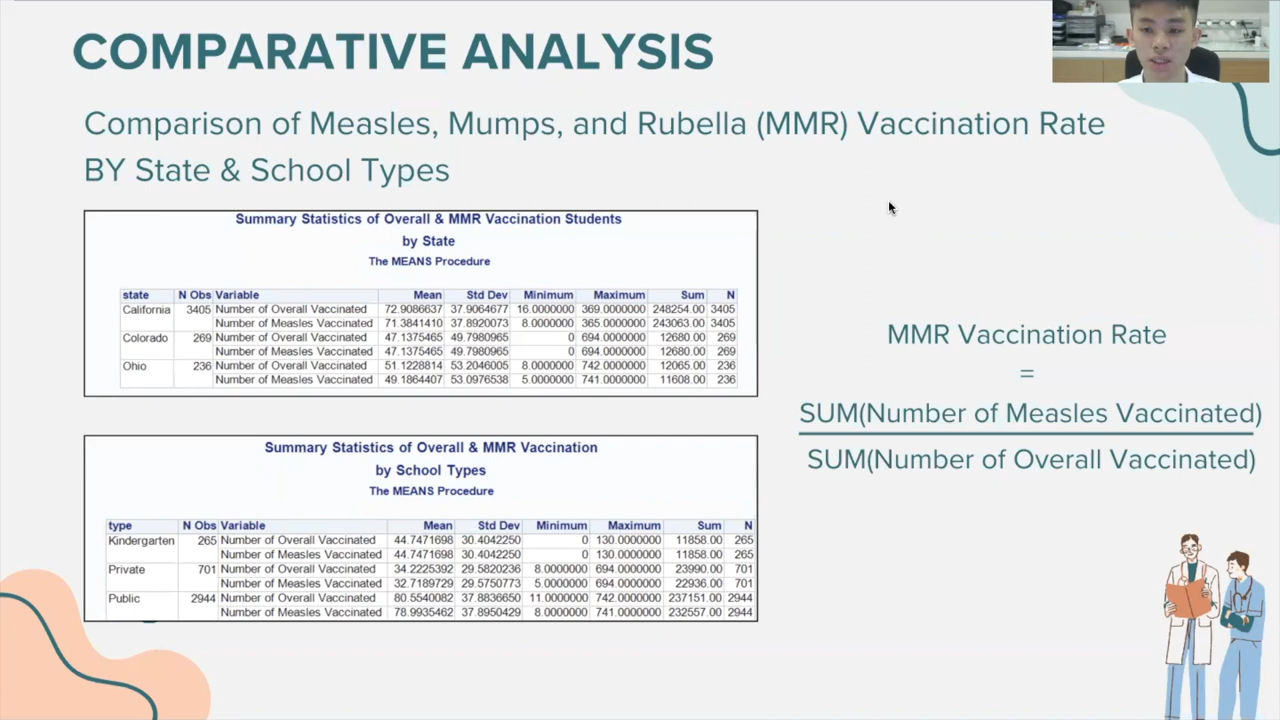 COMPARATIVE ANALYSIS
Comparison of Measles, Mumps, and Rubella (MMR) Vaccination Rate
BY State & School Types
Summary Statistics of Overall & MMR Vaccination Students
by State
The MEANS Procedure
state N Obs Variable Mean Std Dev Minimum Maximum Sum N
California 3405 Number of Overall Vaccinated 72.9086637 37.9064677 16.0000000 369.0000000 248254.00 3405
Number of Measles Vaccinated 71.3841410 37.8920073 8.0000000 365.0000000 243063.00 3405
Colorado 269 Number of Overall Vaccinated 47.1375465 49.7980965 0 694.0000000 12680.00 269
Number of Measles Vaccinated 47.1375465 49.7980965 0 694.0000000 12680.00 269
Ohio 236 Number of Overall Vaccinated 51.1228814 53.2046005 8.0000000 742.0000000 12065.00 236
Number of Measles Vaccinated 49.1864407 53.0976538 5.0000000 741.0000000 11608.00 236
Summary Statistics of Overall & MMR Vaccination
by School Types
The MEANS Procedure
type N Obs Variable Mean Std Dev Minimum Maximum Sum N
Kindergarten 265 Number of Overall Vaccinated 44.7471698 30.4042250 0 130.0000000 11858.00 265
Number of Measles Vaccinated 44.7471698 30.4042250 0 130.0000000 11858.00 265
Private 701 Number of Overall Vaccinated 34.2225392 29.5820236 8.0000000 694.0000000 23990.00 701
Number of Measles Vaccinated 32.7189729 29.5750773 5.0000000 694.0000000 22936.00 701
Public 2944 Number of Overall Vaccinated 80.5540082 37.8836650 11.0000000 742.0000000 237151.00 2944
Number of Measles Vaccinated 78.9935462 37.8950429 8.0000000 741.0000000 232557.00 2944
MMR Vaccination Rate
=
SUM(Number of Measles Vaccinated)
SUM(Number of Overall Vaccinated)